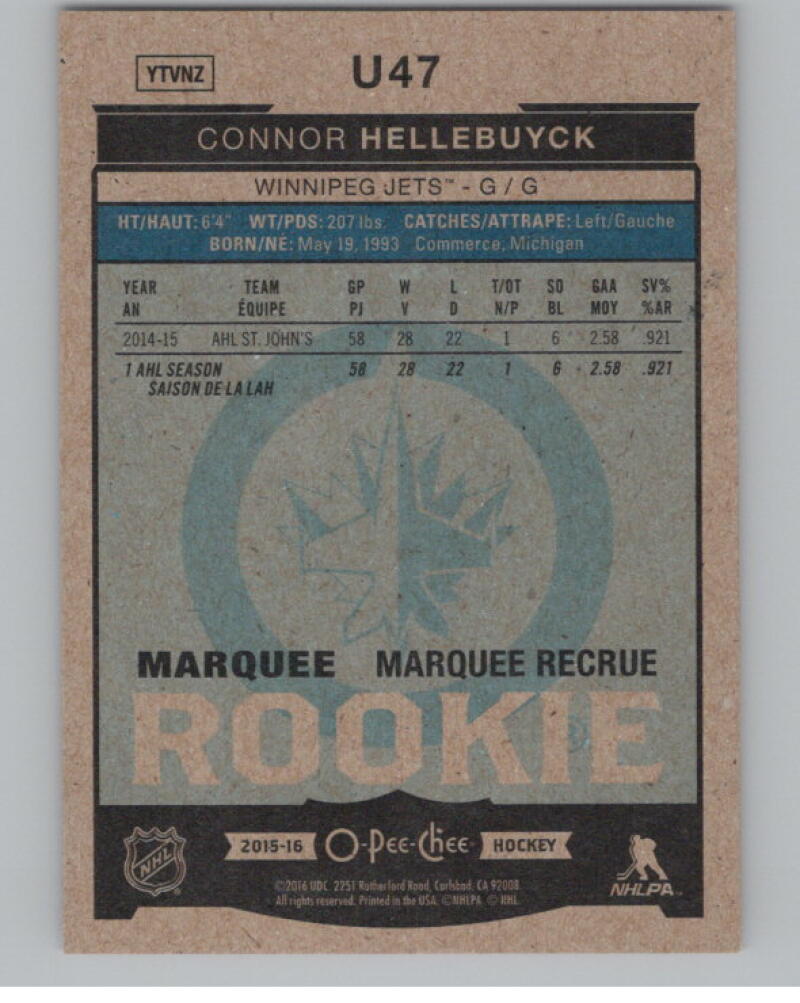 YTVNZ
U47
CONNOR HELLEBUYCK
WINNIPEG JETS™ - G / G
HT/HAUT: 6'4" WT/PDS: 207 lbs. CATCHES/ATTRAPE: Left/Gauche
BORN/NÉ: May 19, 1993 Commerce, Michigan
YEAR TEAM GP W L T/OT SO GAA SV%
AN ÉQUIPE PJ V D N/P BL MOY %AR
2014-15 AHL ST. JOHN'S 58 28 22 1 6 2.58 .921
1 AHL SEASON 58 28 22 1 6 2.58 .921
SAISON DE LA LAH
MARQUEE MARQUEE RECRUE
ROOKIE
NHL
2015-16 O-Pee-Chee HOCKEY
NHLPA™
©2016 UDC. 2251 Rutherford Road, Carlsbad, CA 92008.
All rights reserved. Printed in the USA. ©NHLPA © NHL